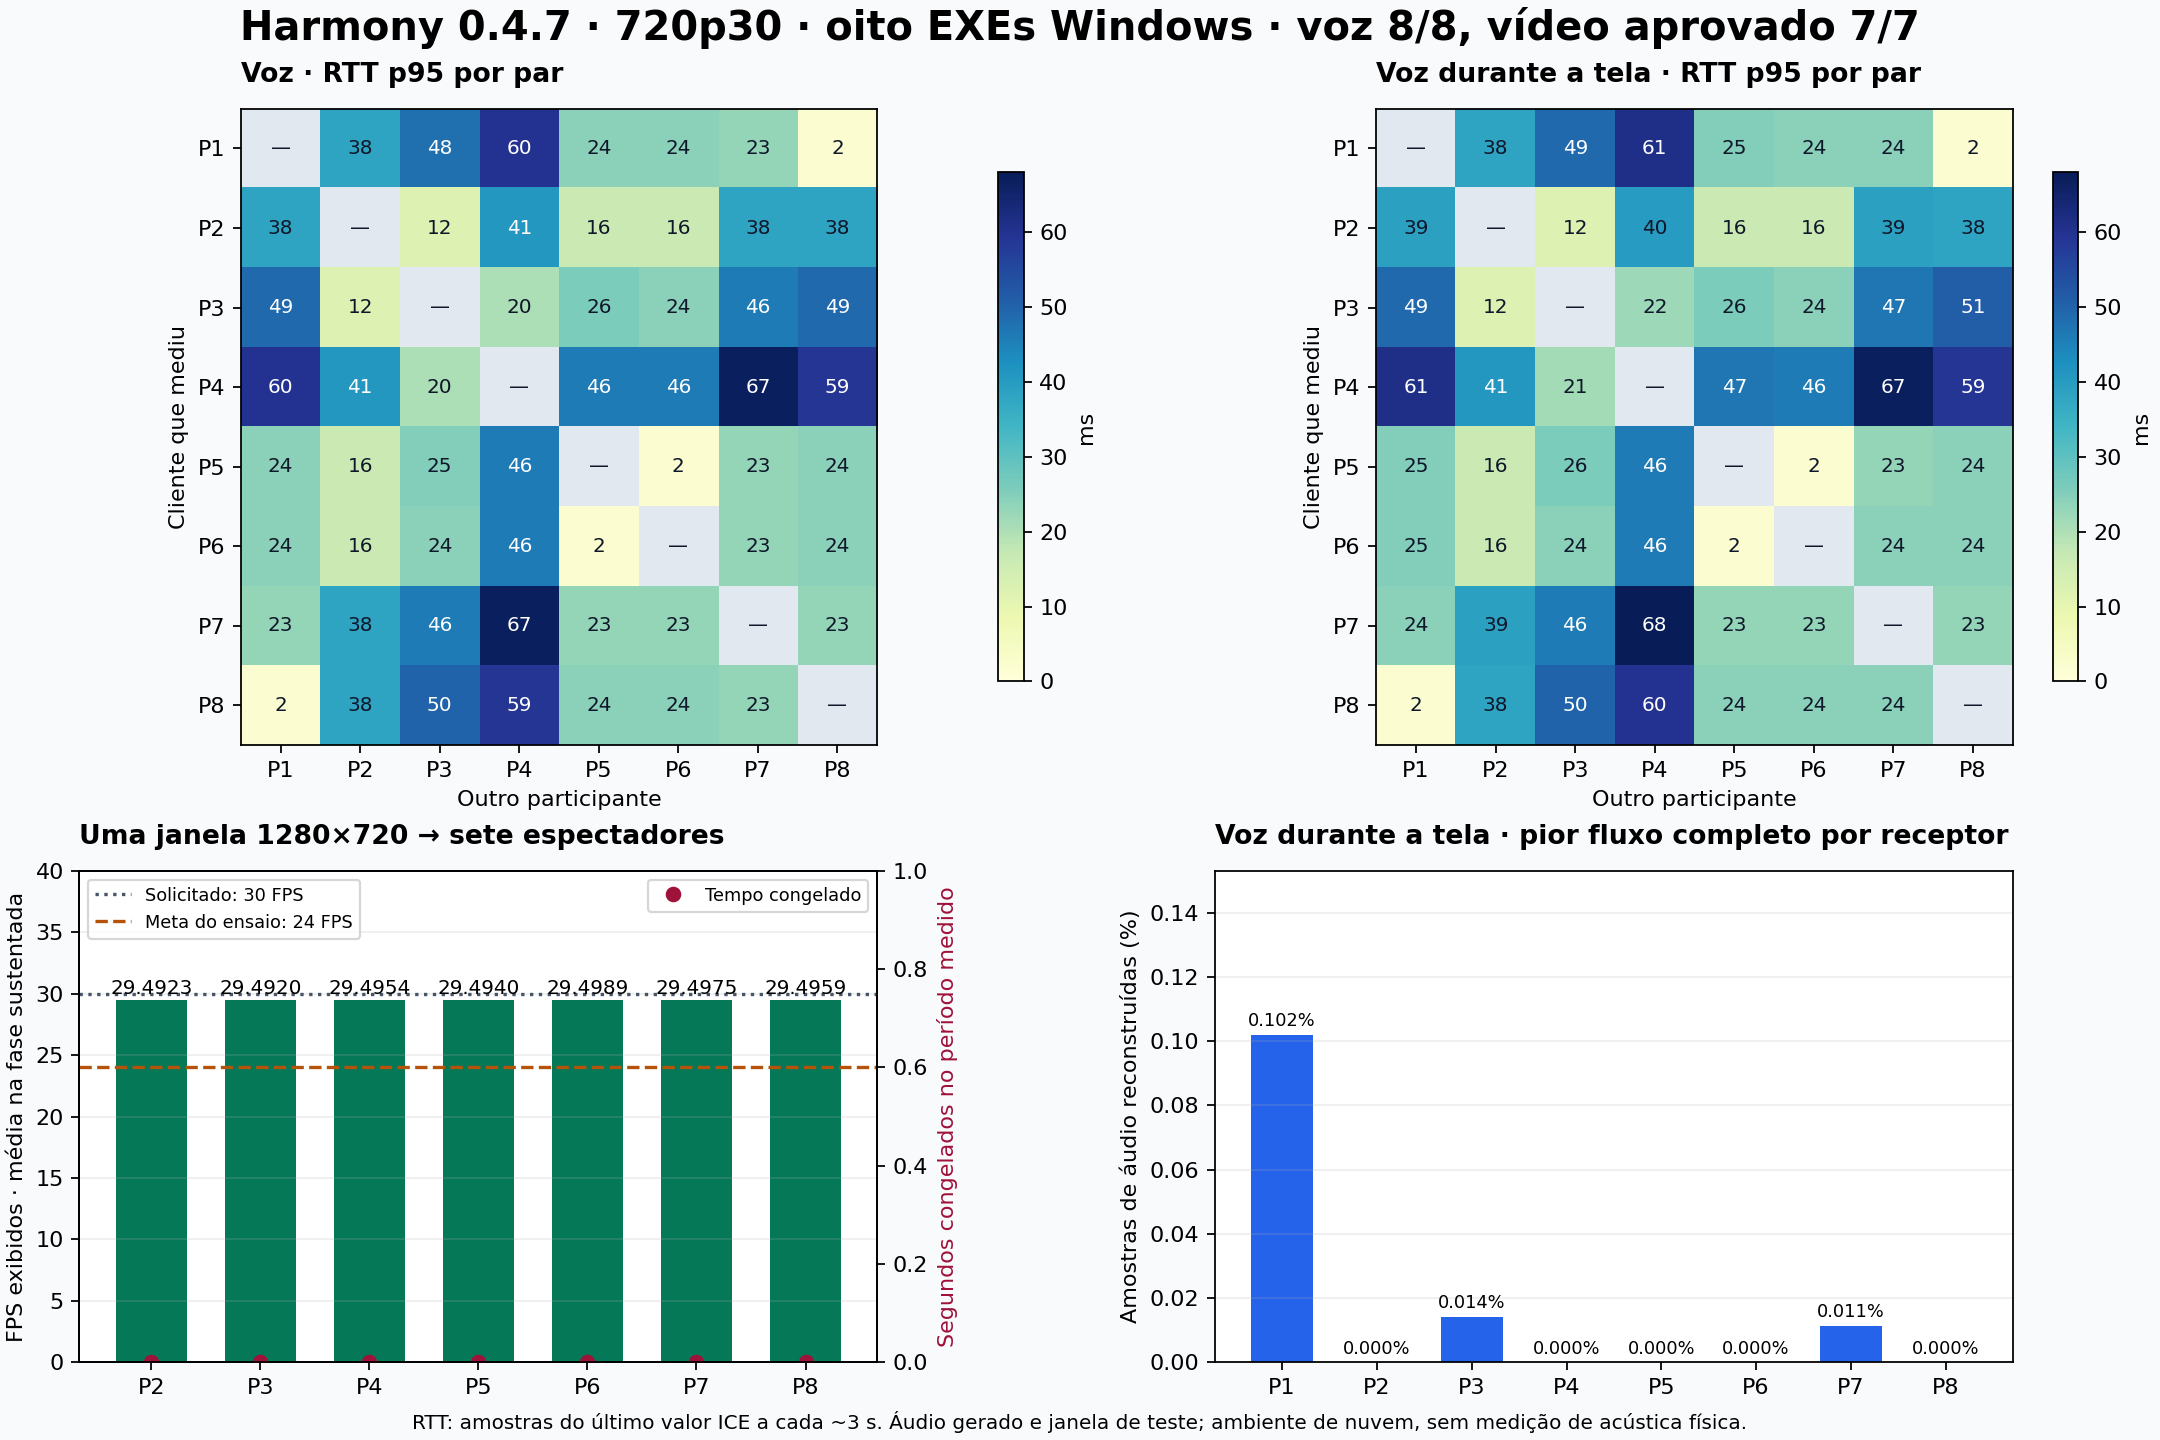 Harmony 0.4.7 · 720p30 · oito EXEs Windows · voz 8/8, vídeo aprovado 7/7
Voz · RTT p95 por par
Cliente que mediu
P1 — 38 48 60 24 24 23 2
P2 38 — 12 41 16 16 38 38
P3 49 12 — 20 26 24 46 49
P4 60 41 20 — 46 46 67 59
P5 24 16 25 46 — 2 23 24
P6 24 16 24 46 2 — 23 24
P7 23 38 46 67 23 23 — 23
P8 2 38 50 59 24 24 23 —
P1 P2 P3 P4 P5 P6 P7 P8
Outro participante
60
50
40
30
20
10
0
ms
Voz durante a tela · RTT p95 por par
Cliente que mediu
P1 — 38 49 61 25 24 24 2
P2 39 — 12 40 16 16 39 38
P3 49 12 — 22 26 24 47 51
P4 61 41 21 — 47 46 67 59
P5 25 16 26 46 — 2 23 24
P6 25 16 24 46 2 — 24 24
P7 24 39 46 68 23 23 — 23
P8 2 38 50 60 24 24 24 —
P1 P2 P3 P4 P5 P6 P7 P8
Outro participante
60
50
40
30
20
10
0
ms
Uma janela 1280×720 → sete espectadores
FPS exibidos · média na fase sustentada
40
35
30
25
20
15
10
5
0
Solicitado: 30 FPS
Meta do ensaio: 24 FPS
Tempo congelado
29.4923 29.4920 29.4954 29.4940 29.4989 29.4975 29.4959
P2 P3 P4 P5 P6 P7 P8
1.0
0.8
0.6
0.4
0.2
0.0
Segundos congelados no período medido
Voz durante a tela · pior fluxo completo por receptor
Amostras de áudio reconstruídas (%)
0.14
0.12
0.10
0.08
0.06
0.04
0.02
0.00
0.102% 0.000% 0.014% 0.000% 0.000% 0.000% 0.011% 0.000%
P1 P2 P3 P4 P5 P6 P7 P8
RTT: amostras do último valor ICE a cada ~3 s. Áudio gerado e janela de teste; ambiente de nuvem, sem medição de acústica física.